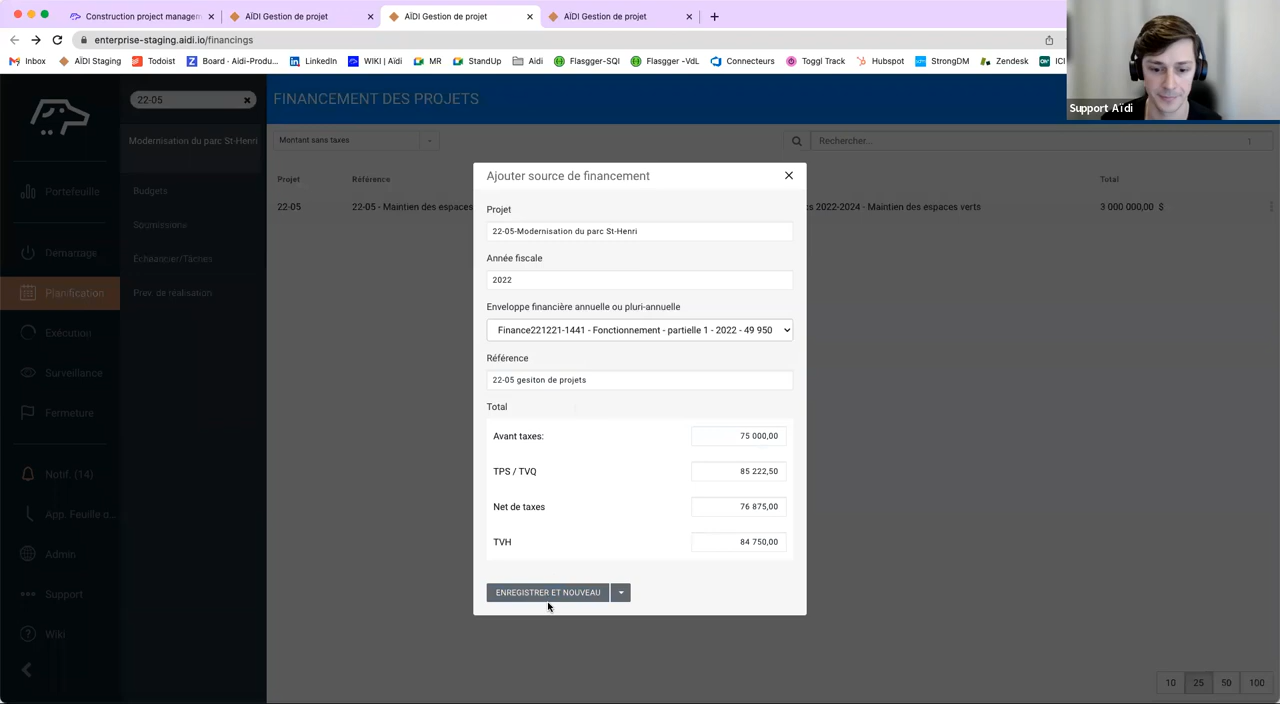 Construction project managem
AÏDI Gestion de projet
AÏDI Gestion de projet
AÏDI Gestion de projet
enterprise-staging.aidi.io/financings
Inbox
AÏDI Staging
Todoist
Board - Aidi-Produ...
LinkedIn
WIKI | Aïdi
MR
StandUp
Aidi
Flasgger-SQI
Flasgger -VdL
Connecteurs
Toggl Track
Hubspot
StrongDM
Zendesk
ICI
Support Aïdi
22-05
FINANCEMENT DES PROJETS
Modernisation du parc St-Henri
Montant sans taxes
Rechercher...
1
Portefeuille
Budgets
Projet
Référence
Total
22-05
22-05 - Maintien des espaces
s 2022-2024 - Maintien des espaces verts
3 000 000,00 $
Démarrage
Soumissions
Échéancier/Tâches
Planification
Prev. de réalisation
Exécution
Surveillance
Fermeture
Notif. (14)
App. Feuille d...
Admin
Support
Wiki
Ajouter source de financement
Projet
22-05-Modernisation du parc St-Henri
Année fiscale
2022
Enveloppe financière annuelle ou pluri-annuelle
Finance221221-1441 - Fonctionnement - partielle 1 - 2022 - 49 950
Référence
22-05 gesiton de projets
Total
Avant taxes: 75 000,00
TPS / TVQ 85 222,50
Net de taxes 76 875,00
TVH 84 750,00
ENREGISTRER ET NOUVEAU
10 25 50 100